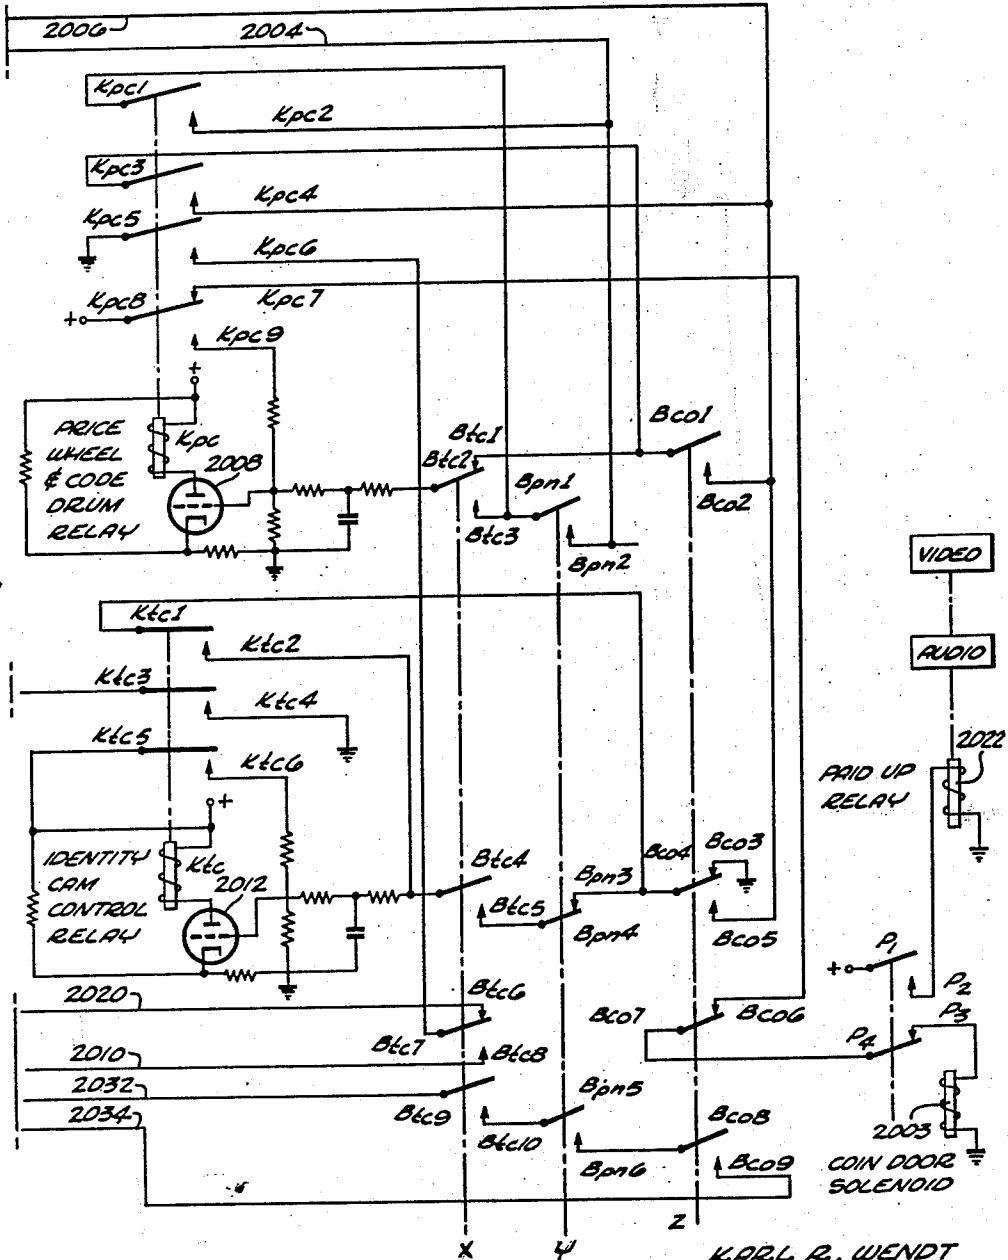 2006
2004
Kpc1
Kpc2
Kpc3
Kpc4
Kpc5
Kpc6
Kpc8
Kpc7
+
Kpc9
+
PRICE
WHEEL
& CODE
DRUM
RELAY
Kpc
2008
Btc1
Btc2
Btc3
Bpn1
Bpn2
Bco1
Bco2
VIDEO
AUDIO
2022
PAID UP
RELAY
Ktc1
Ktc2
Ktc3
Ktc4
Ktc5
Ktc6
+
IDENTITY
CAM
CONTROL
RELAY
Ktc
2012
Btc4
Btc5
Bpn3
Bpn4
Bco4
Bco3
Bco5
+
P1
P2
P3
P4
2020
Btc6
Btc7
Bco7
Bco6
2010
Btc8
2032
Btc9
Bpn5
2034
Btc10
Bpn6
Bco8
Bco9
2003
COIN DOOR
SOLENOID
X
Y
Z
KARL R. WENDT